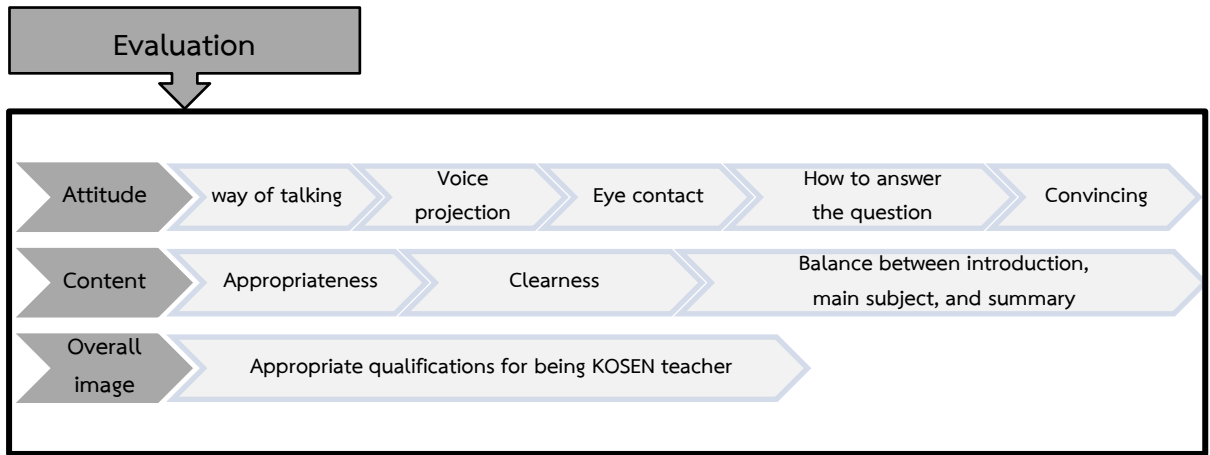 Evaluation
Attitude
way of talking
Voice
projection
Eye contact
How to answer
the question
Convincing
Content
Appropriateness
Clearness
Balance between introduction,
main subject, and summary
Overall
image
Appropriate qualifications for being KOSEN teacher